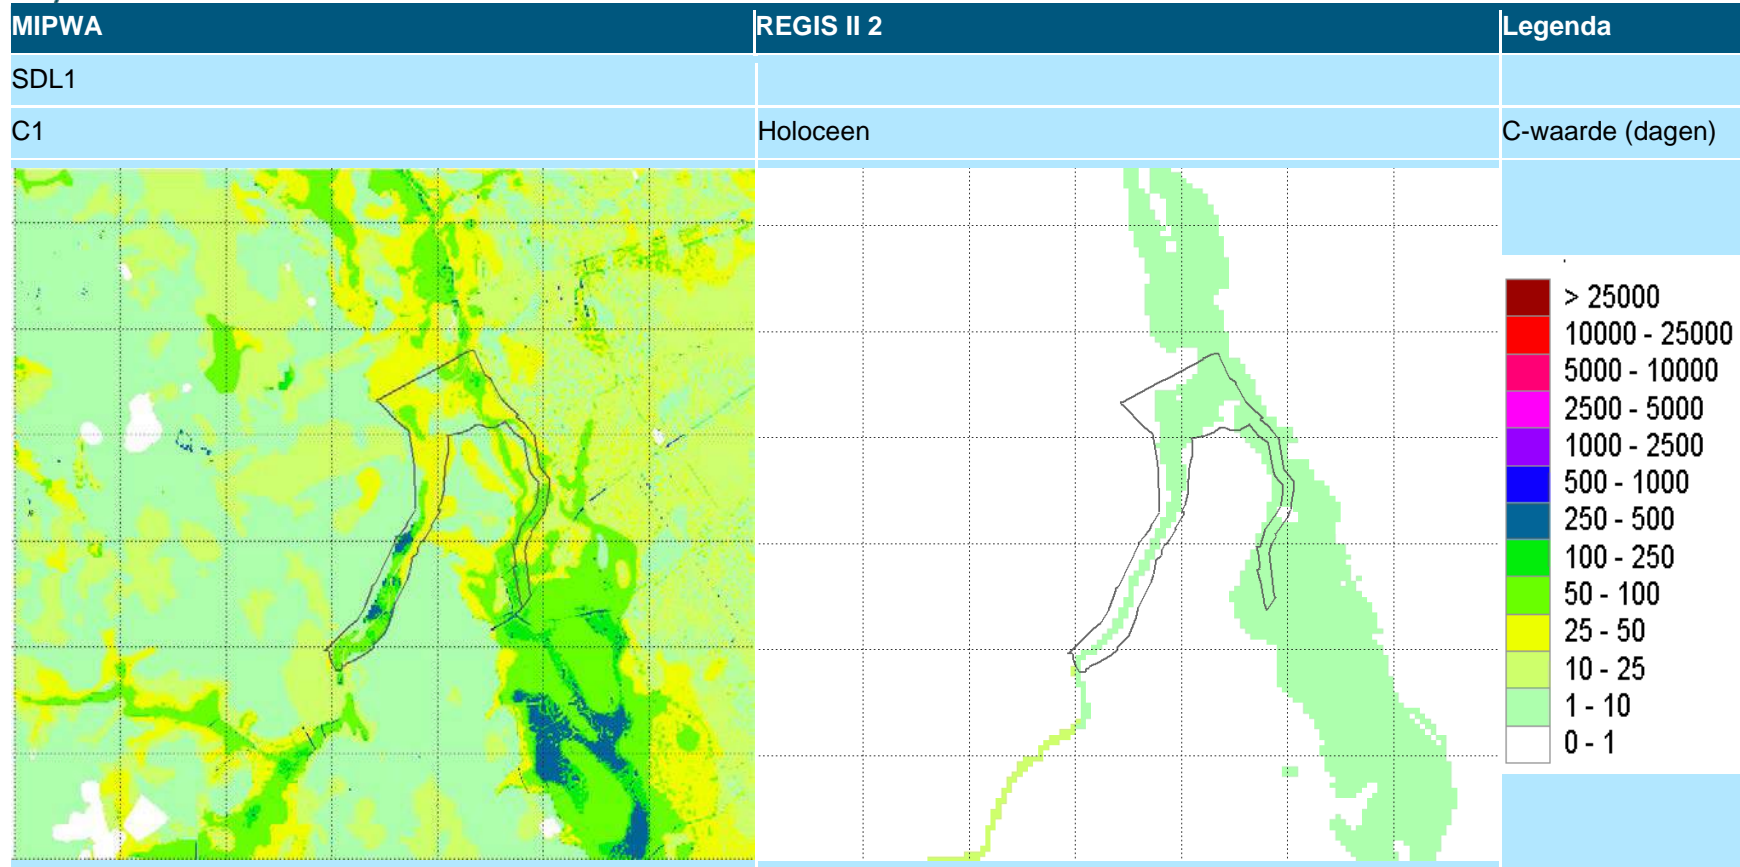 MIPWA REGIS II 2 Legenda
SDL1
C1 Holoceen C-waarde (dagen)
> 25000
10000 - 25000
5000 - 10000
2500 - 5000
1000 - 2500
500 - 1000
250 - 500
100 - 250
50 - 100
25 - 50
10 - 25
1 - 10
0 - 1